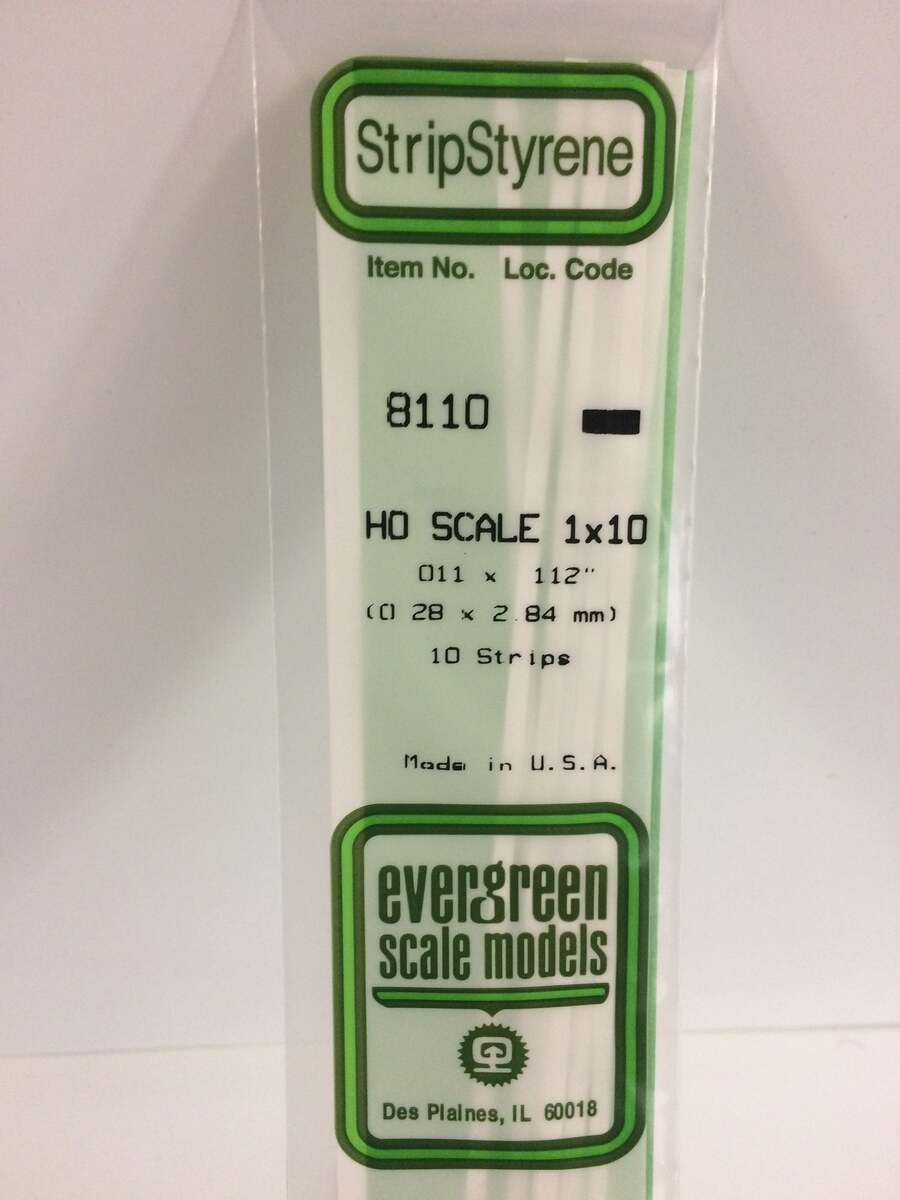 StripStyrene
Item No. Loc. Code
8110
HO SCALE 1x10
011 x 112"
(0 28 x 2.84 mm)
10 Strips
Made in U.S.A.
evergreen
scale models
Des Plaines, IL 60018